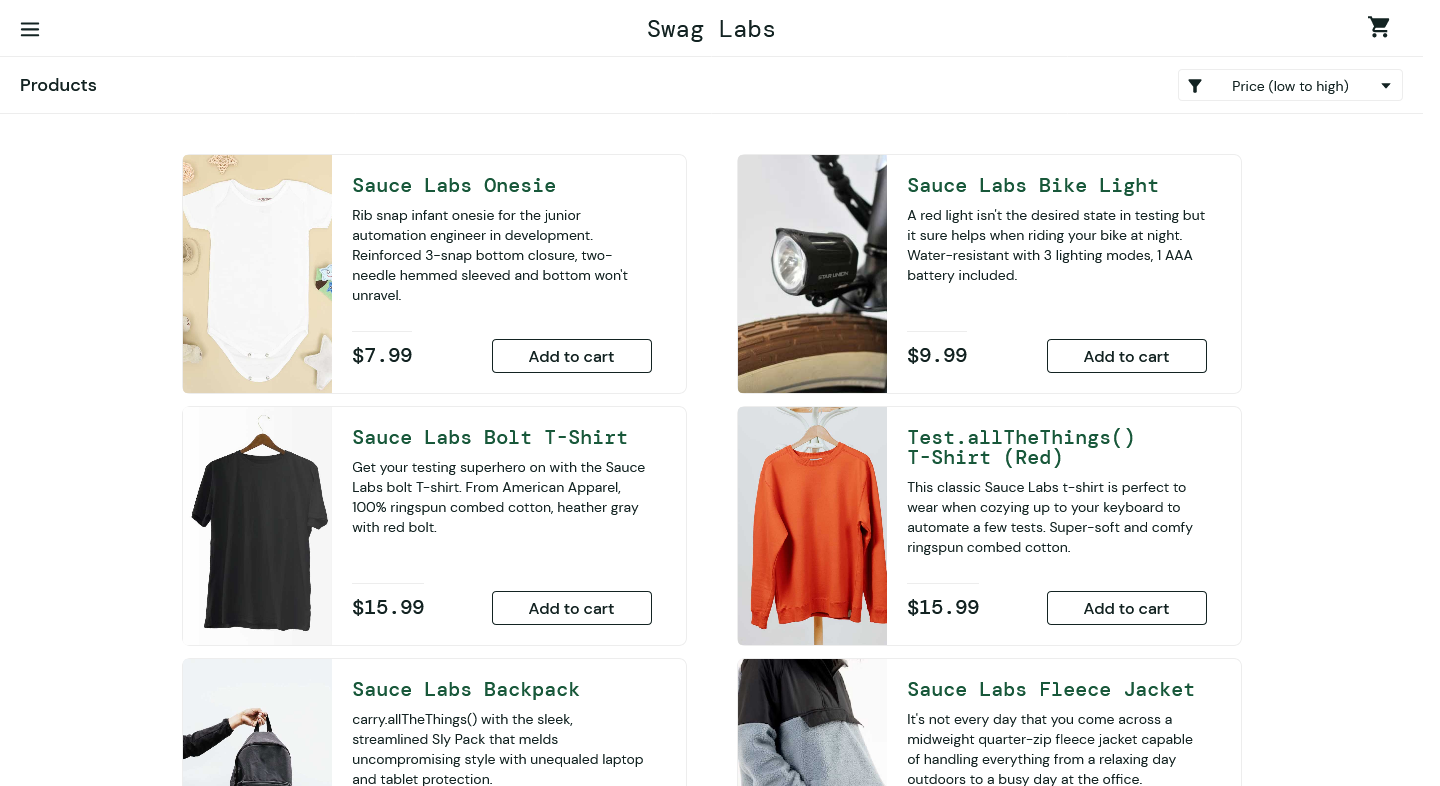 Swag Labs
Products
Price (low to high)
Sauce Labs Onesie
Rib snap infant onesie for the junior
automation engineer in development.
Reinforced 3-snap bottom closure, two-
needle hemmed sleeved and bottom won't
unravel.
$7.99
Add to cart
Sauce Labs Bike Light
A red light isn't the desired state in testing but
it sure helps when riding your bike at night.
Water-resistant with 3 lighting modes, 1 AAA
battery included.
STAR UNION
$9.99
Add to cart
Sauce Labs Bolt T-Shirt
Get your testing superhero on with the Sauce
Labs bolt T-shirt. From American Apparel,
100% ringspun combed cotton, heather gray
with red bolt.
$15.99
Add to cart
Test.allTheThings()
T-Shirt (Red)
This classic Sauce Labs t-shirt is perfect to
wear when cozying up to your keyboard to
automate a few tests. Super-soft and comfy
ringspun combed cotton.
$15.99
Add to cart
Sauce Labs Backpack
carry.allTheThings() with the sleek,
streamlined Sly Pack that melds
uncompromising style with unequaled laptop
and tablet protection.
Sauce Labs Fleece Jacket
It's not every day that you come across a
midweight quarter-zip fleece jacket capable
of handling everything from a relaxing day
outdoors to a busy day at the office.